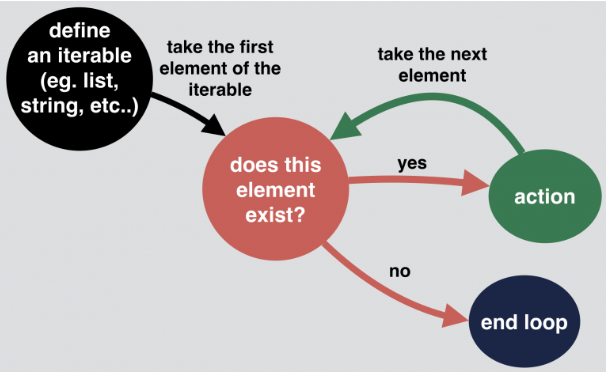 define
an iterable
(eg. list,
string, etc..)
take the first
element of the
iterable
take the next
element
does this
element
exist?
yes
action
no
end loop